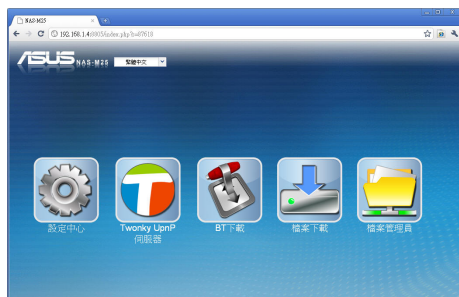 NAS-M25
192.168.1.4:8005/index.php?t=87618
ASUS NAS-M25 繁體中文
設定中心
Twonky UpnP
伺服器
BT下載
檔案下載
檔案管理員